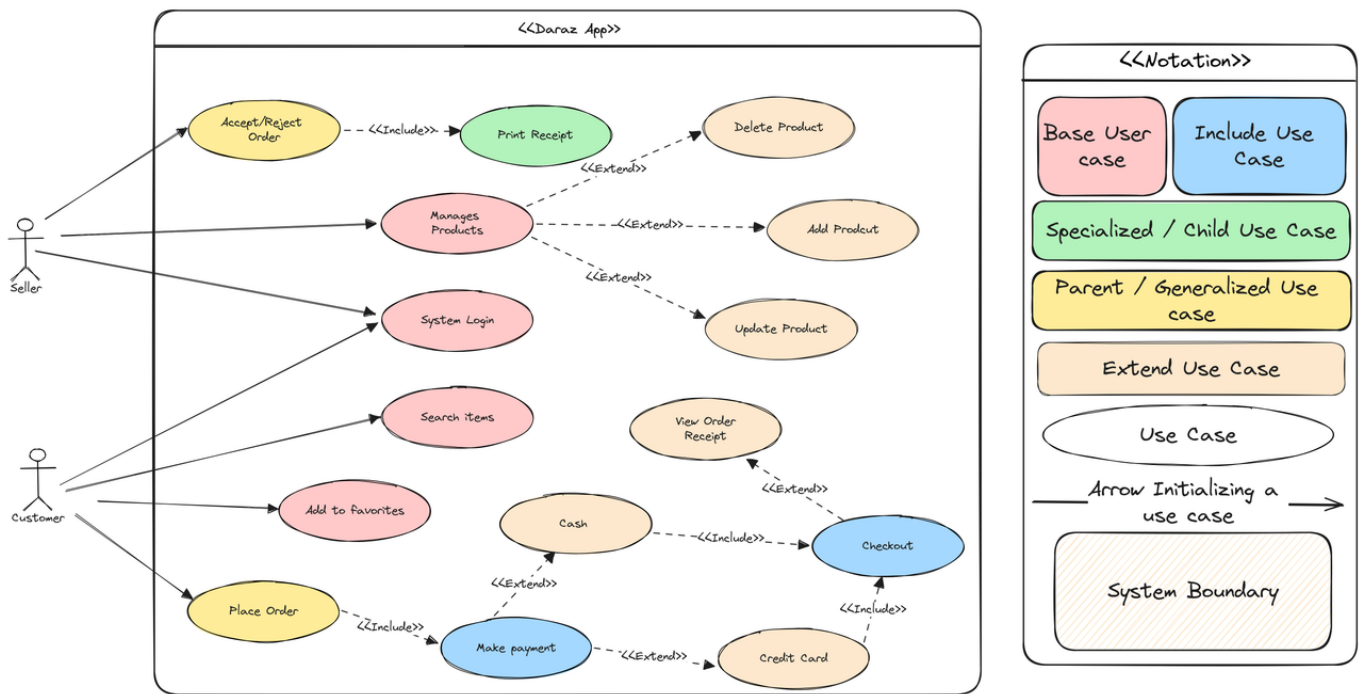 <<Daraz App>>
Accept/Reject
Order
<<Include>>
Print Receipt
Delete Product
<<Extend>>
Manages
Products
<<Extend>>
Add Prodcut
<<Extend>>
Update Product
Seller
System Login
Search items
View Order
Receipt
<<Extend>>
Customer
Add to favorites
Cash
<<Include>>
Checkout
<<Extend>>
Place Order
<<Include>>
Make payment
<<Extend>>
Credit Card
<<Include>>
<<Notation>>
Base User
case
Include Use
Case
Specialized / Child Use Case
Parent / Generalized Use
case
Extend Use Case
Use Case
Arrow Initializing a
use case
System Boundary